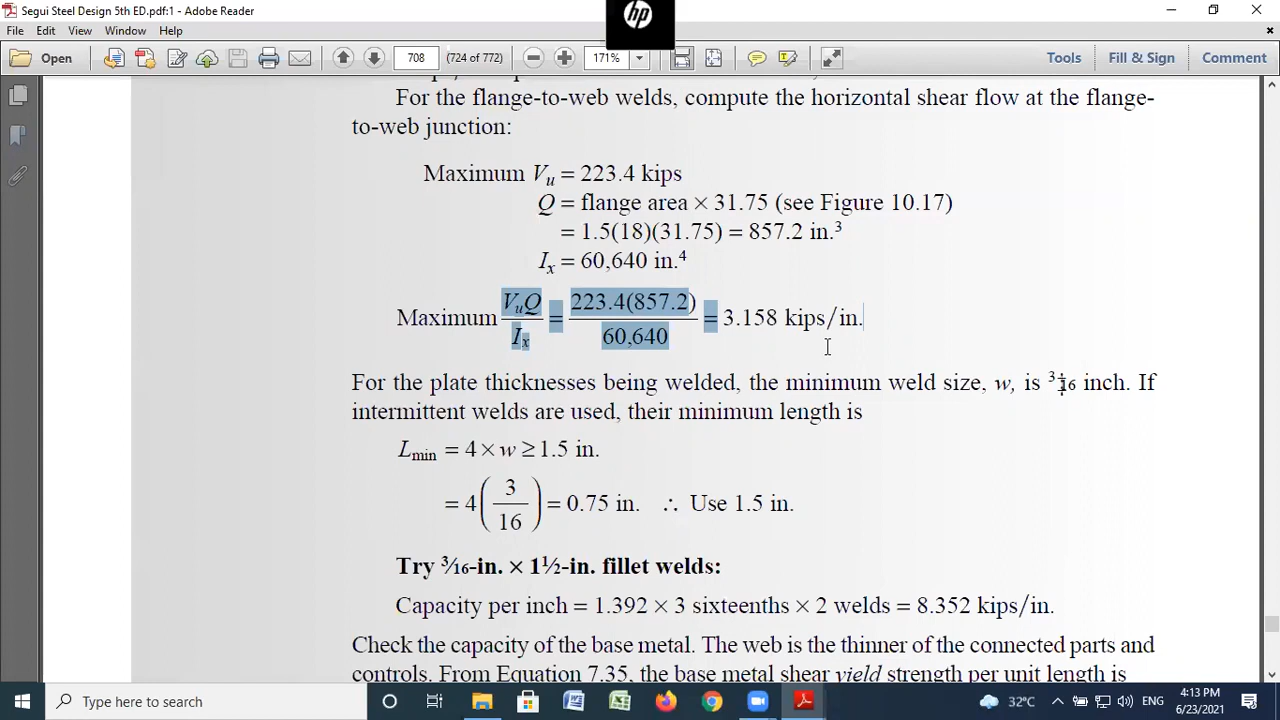 Segui Steel Design 5th ED.pdf:1 - Adobe Reader
hp
File Edit View Window Help
Open 708 (724 of 772) 171% Tools Fill & Sign Comment
For the flange-to-web welds, compute the horizontal shear flow at the flange-
to-web junction:
Maximum Vu = 223.4 kips
Q = flange area × 31.75 (see Figure 10.17)
= 1.5(18)(31.75) = 857.2 in.³
Ix = 60,640 in.⁴
Maximum VuQ/Ix = 223.4(857.2)/60,640 = 3.158 kips/in.
For the plate thicknesses being welded, the minimum weld size, w, is 3/16 inch. If
intermittent welds are used, their minimum length is
Lmin = 4 × w ≥ 1.5 in.
= 4(3/16) = 0.75 in. ∴ Use 1.5 in.
Try 3/16-in. × 1½-in. fillet welds:
Capacity per inch = 1.392 × 3 sixteenths × 2 welds = 8.352 kips/in.
Check the capacity of the base metal. The web is the thinner of the connected parts and
controls. From Equation 7.35, the base metal shear yield strength per unit length is
Type here to search
32°C
ENG
4:13 PM
6/23/2021